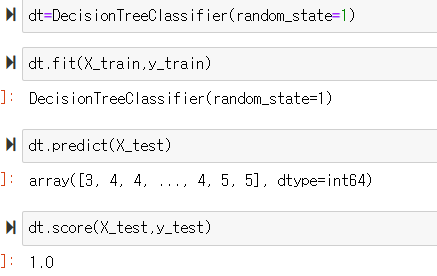 dt=DecisionTreeClassifier(random_state=1)
dt.fit(X_train,y_train)
]: DecisionTreeClassifier(random_state=1)
dt.predict(X_test)
]: array([3, 4, 4, ..., 4, 5, 5], dtype=int64)
dt.score(X_test,y_test)
]: 1.0